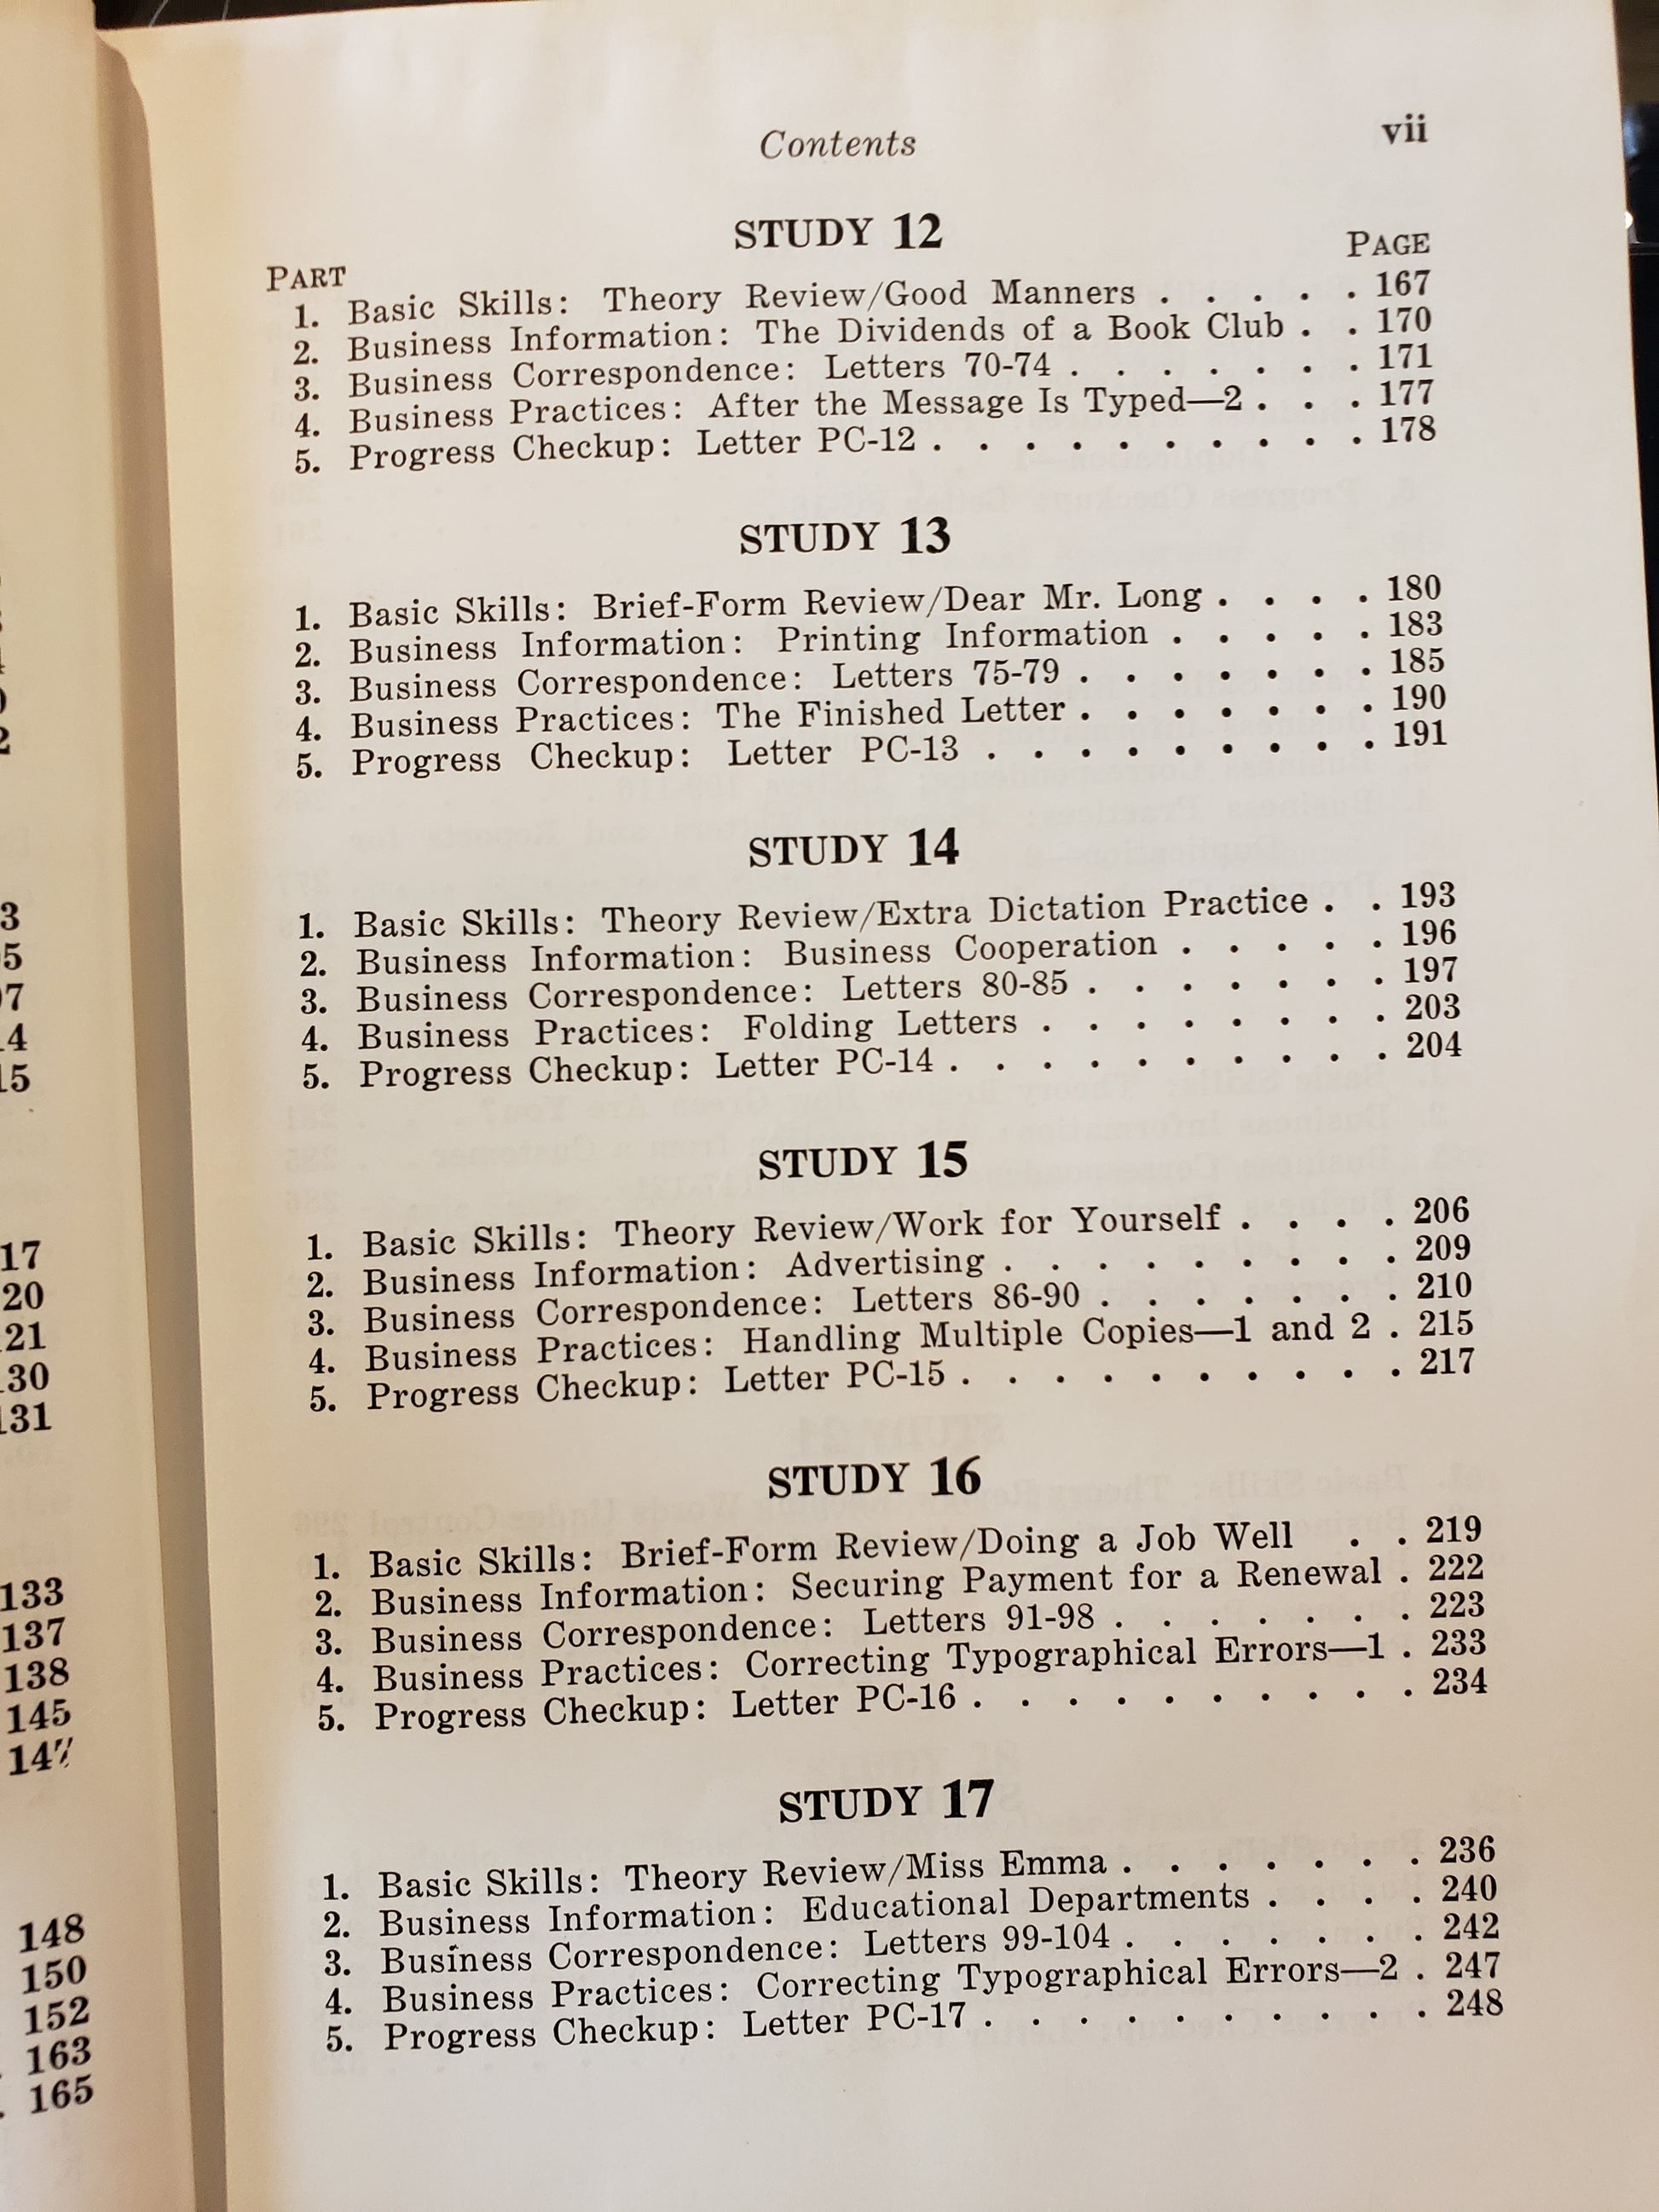 Contents vii
STUDY 12
PART PAGE
1. Basic Skills: Theory Review/Good Manners . . . . . 167
2. Business Information: The Dividends of a Book Club . . 170
3. Business Correspondence: Letters 70-74 . . . . . . . 171
4. Business Practices: After the Message Is Typed—2 . . . 177
5. Progress Checkup: Letter PC-12 . . . . . . . . . . 178
STUDY 13
1. Basic Skills: Brief-Form Review/Dear Mr. Long . . . . 180
2. Business Information: Printing Information . . . . . 183
3. Business Correspondence: Letters 75-79 . . . . . . . 185
4. Business Practices: The Finished Letter . . . . . . . 190
5. Progress Checkup: Letter PC-13 . . . . . . . . . 191
STUDY 14
1. Basic Skills: Theory Review/Extra Dictation Practice . . 193
2. Business Information: Business Cooperation . . . . . 196
3. Business Correspondence: Letters 80-85 . . . . . . . 197
4. Business Practices: Folding Letters . . . . . . . . 203
5. Progress Checkup: Letter PC-14 . . . . . . . . . . 204
STUDY 15
1. Basic Skills: Theory Review/Work for Yourself . . . . 206
2. Business Information: Advertising . . . . . . . . . 209
3. Business Correspondence: Letters 86-90 . . . . . . . 210
4. Business Practices: Handling Multiple Copies—1 and 2 . 215
5. Progress Checkup: Letter PC-15 . . . . . . . . . . 217
STUDY 16
1. Basic Skills: Brief-Form Review/Doing a Job Well . . 219
2. Business Information: Securing Payment for a Renewal . 222
3. Business Correspondence: Letters 91-98 . . . . . . . 223
4. Business Practices: Correcting Typographical Errors—1 . 233
5. Progress Checkup: Letter PC-16 . . . . . . . . . . 234
STUDY 17
1. Basic Skills: Theory Review/Miss Emma . . . . . . . 236
2. Business Information: Educational Departments . . . . 240
3. Business Correspondence: Letters 99-104 . . . . . . . 242
4. Business Practices: Correcting Typographical Errors—2 . 247
5. Progress Checkup: Letter PC-17 . . . . . . . . . . 248
17
20
21
130
131
133
137
138
145
147
148
150
152
163
165